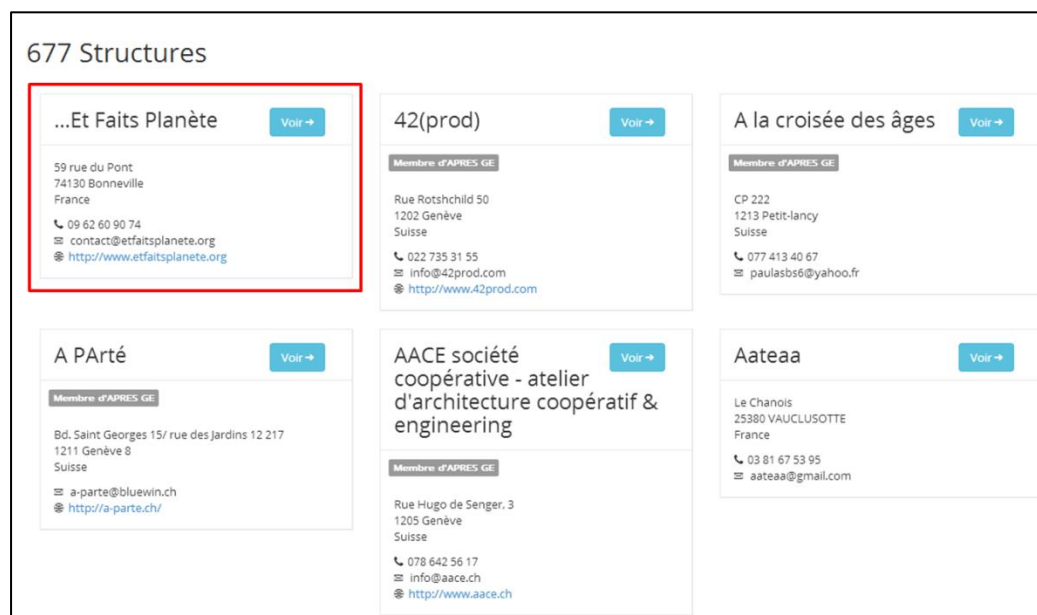 677 Structures
...Et Faits Planète
Voir
59 rue du Pont
74130 Bonneville
France
09 62 60 90 74
contact@etfaitsplanete.org
http://www.etfaitsplanete.org
42(prod)
Voir
Membre d'APRES GE
Rue Rotshchild 50
1202 Genève
Suisse
022 735 31 55
info@42prod.com
http://www.42prod.com
A la croisée des âges
Voir
Membre d'APRES GE
CP 222
1213 Petit-lancy
Suisse
077 413 40 67
paulasbs6@yahoo.fr
A PArté
Voir
Membre d'APRES GE
Bd. Saint Georges 15/ rue des Jardins 12 217
1211 Genève 8
Suisse
a-parte@bluewin.ch
http://a-parte.ch/
AACE société
coopérative - atelier
d'architecture coopératif &
engineering
Voir
Membre d'APRES GE
Rue Hugo de Senger, 3
1205 Genève
Suisse
078 642 56 17
info@aace.ch
http://www.aace.ch
Aateaa
Voir
Le Chanois
25380 VAUCLUSOTTE
France
03 81 67 53 95
aateaa@gmail.com